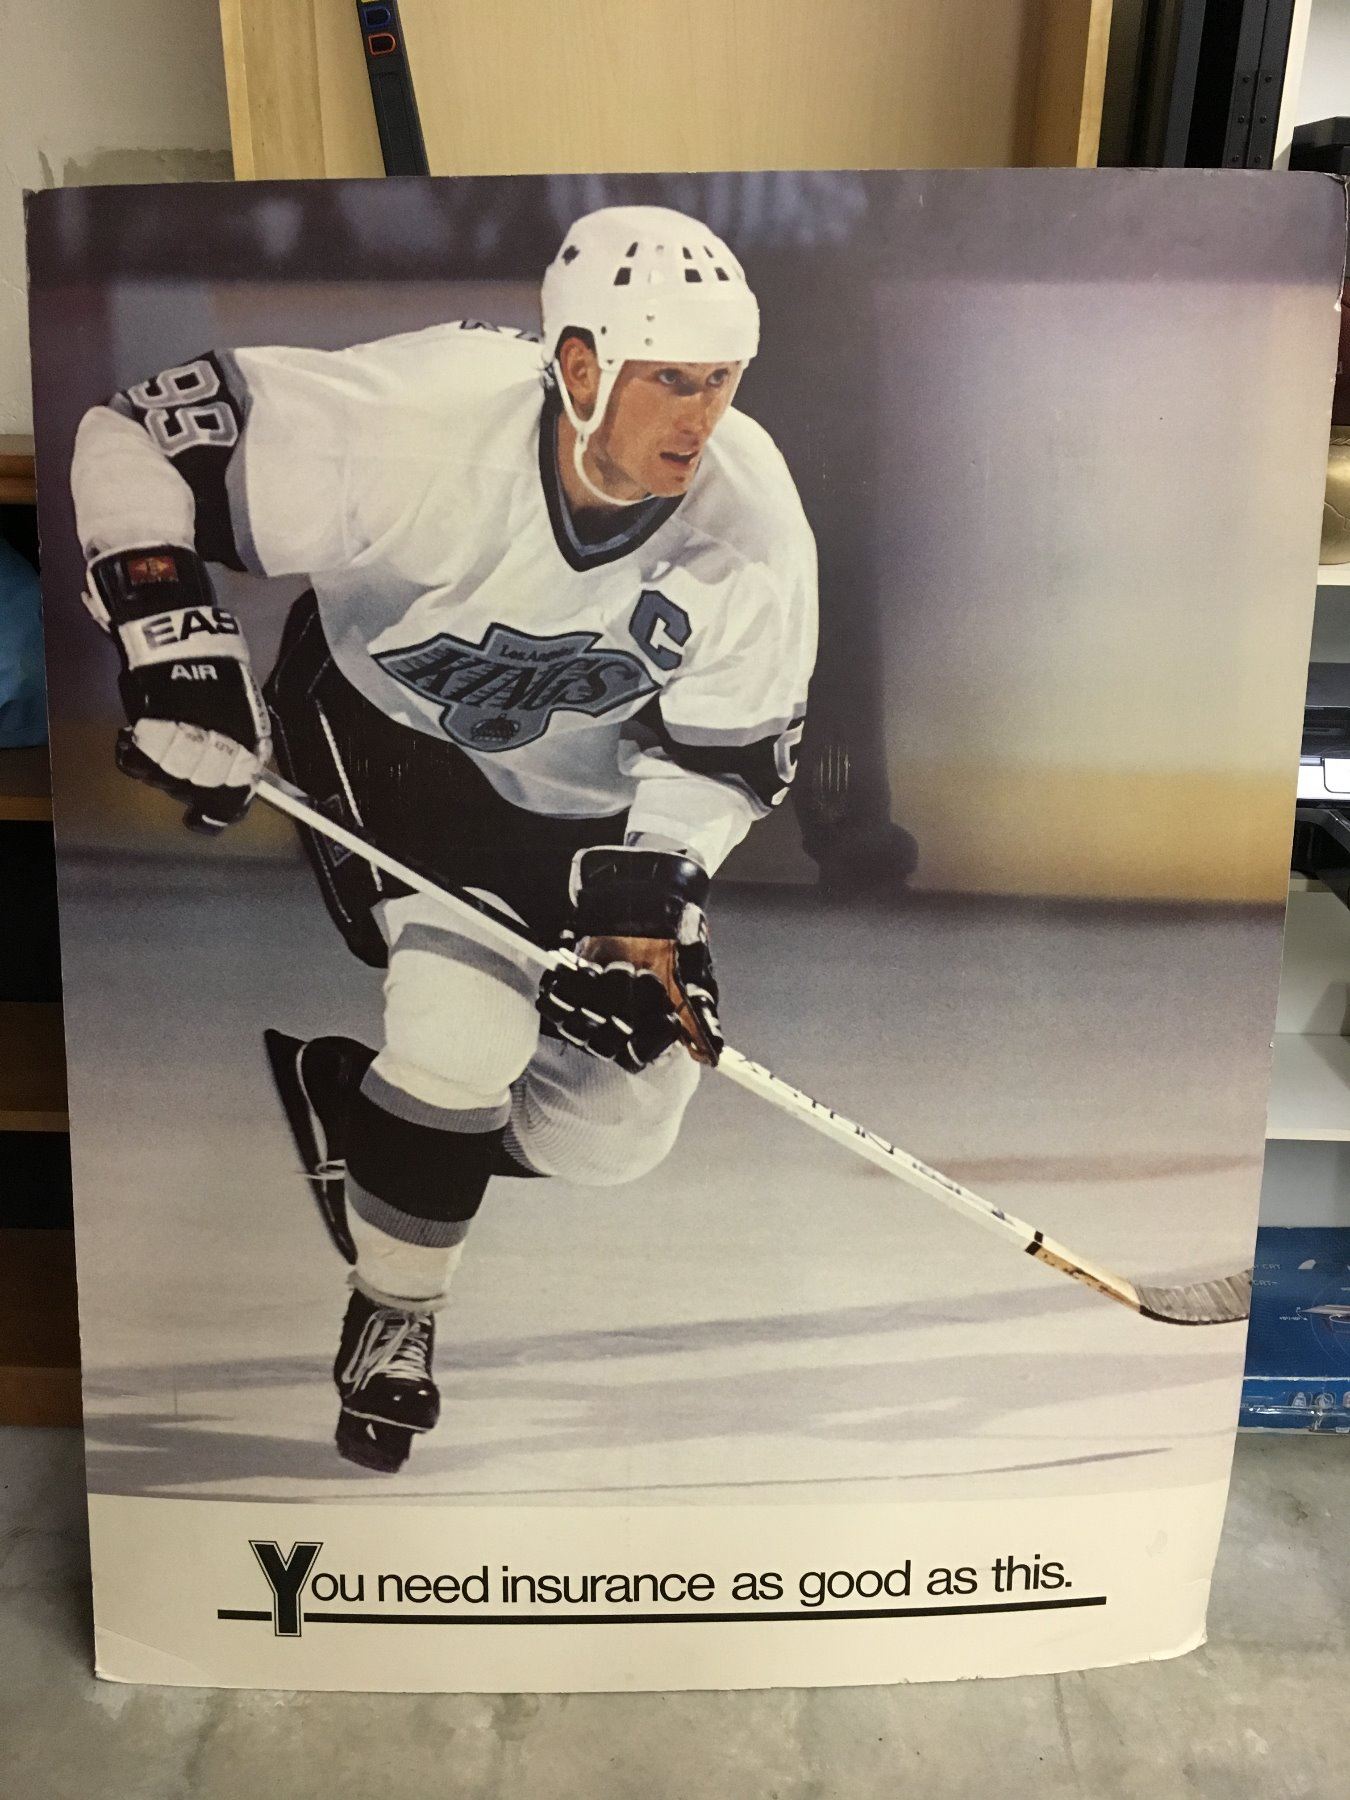 99
EAS
AIR
C
Los Angeles
KINGS
You need insurance as good as this.